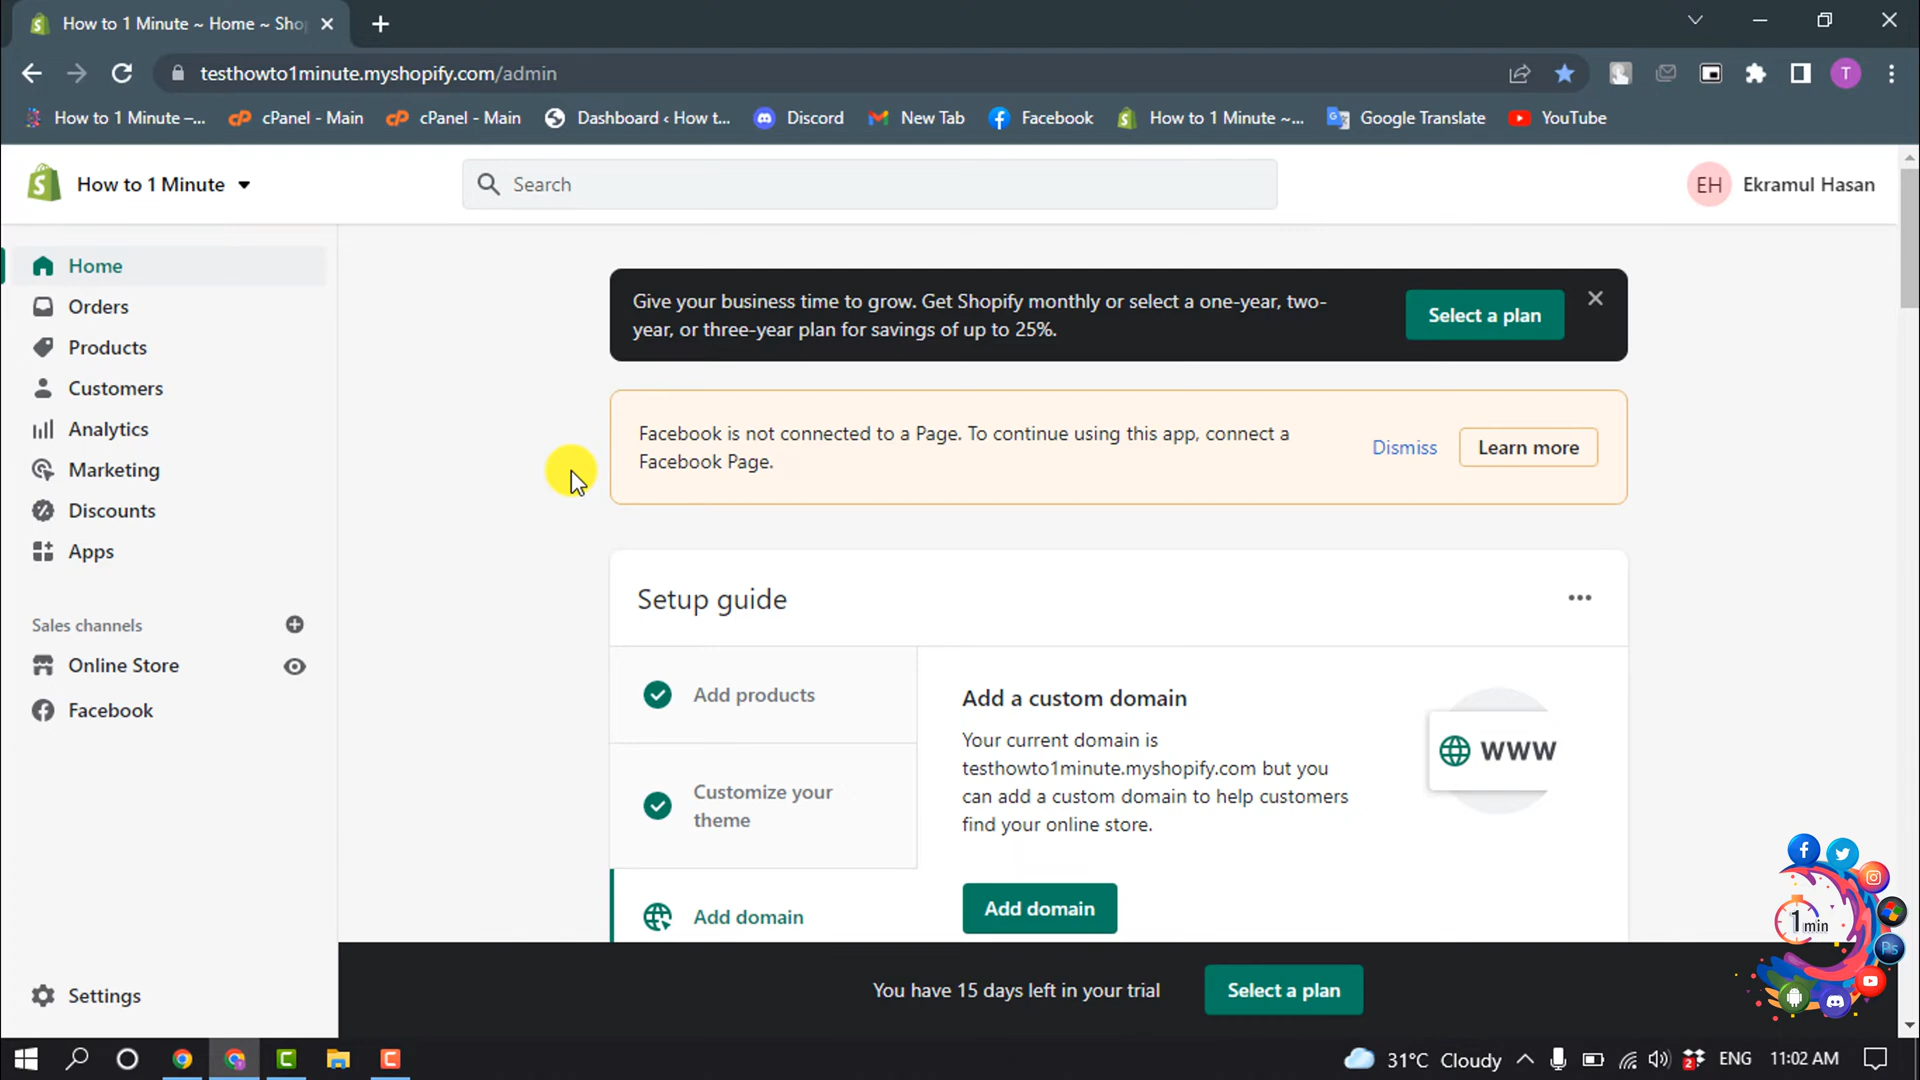 How to 1 Minute ~ Home ~ Sho
testhowto1minute.myshopify.com/admin
T
How to 1 Minute –...
cPanel - Main
cPanel - Main
Dashboard ‹ How t...
Discord
New Tab
Facebook
How to 1 Minute ~...
Google Translate
YouTube
How to 1 Minute
Search
EH
Ekramul Hasan
Home
Orders
Products
Customers
Analytics
Marketing
Discounts
Apps
Sales channels
Online Store
Facebook
Settings
Give your business time to grow. Get Shopify monthly or select a one-year, two-
year, or three-year plan for savings of up to 25%.
Select a plan
Facebook is not connected to a Page. To continue using this app, connect a
Facebook Page.
Dismiss
Learn more
Setup guide
Add products
Customize your
theme
Add domain
Add a custom domain
Your current domain is
testhowto1minute.myshopify.com but you
can add a custom domain to help customers
find your online store.
WWW
Add domain
You have 15 days left in your trial
Select a plan
1min
Ps
31°C Cloudy
2
ENG
11:02 AM